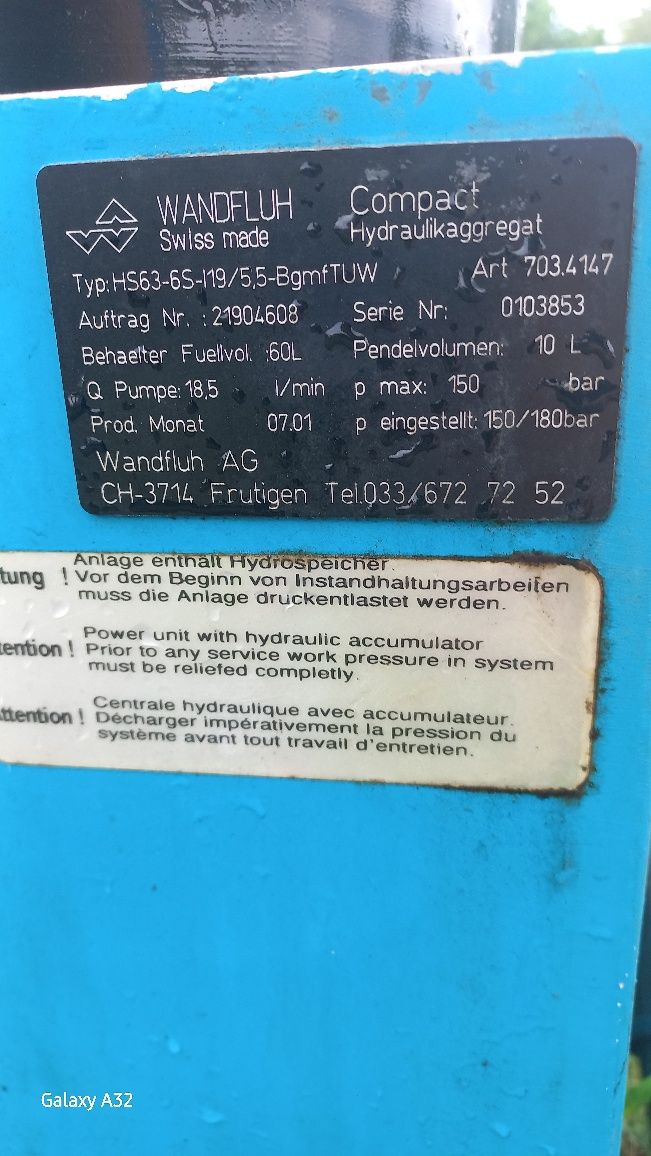 WANDFLUH Compact
Swiss made Hydraulikaggregat
Typ:HS63-6S-I19/5,5-BgmfTUW Art 703.4147
Auftrag Nr. :21904608 Serie Nr: 0103853
Behaelter Fuellvol. :60L Pendelvolumen: 10 L
Q Pumpe: 18,5 l/min p max: 150 bar
Prod. Monat 07.01 p eingestellt: 150/180bar
Wandfluh AG
CH-3714 Frutigen Tel.033/672 72 52
Anlage enthält Hydrospeicher.
tung ! Vor dem Beginn von Instandhaltungsarbeiten
muss die Anlage druckentlastet werden.
Power unit with hydraulic accumulator
tention ! Prior to any service work pressure in system
must be reliefed completly.
Centrale hydraulique avec accumulateur.
ttention ! Décharger impérativement la pression du
système avant tout travail d'entretien.
Galaxy A32